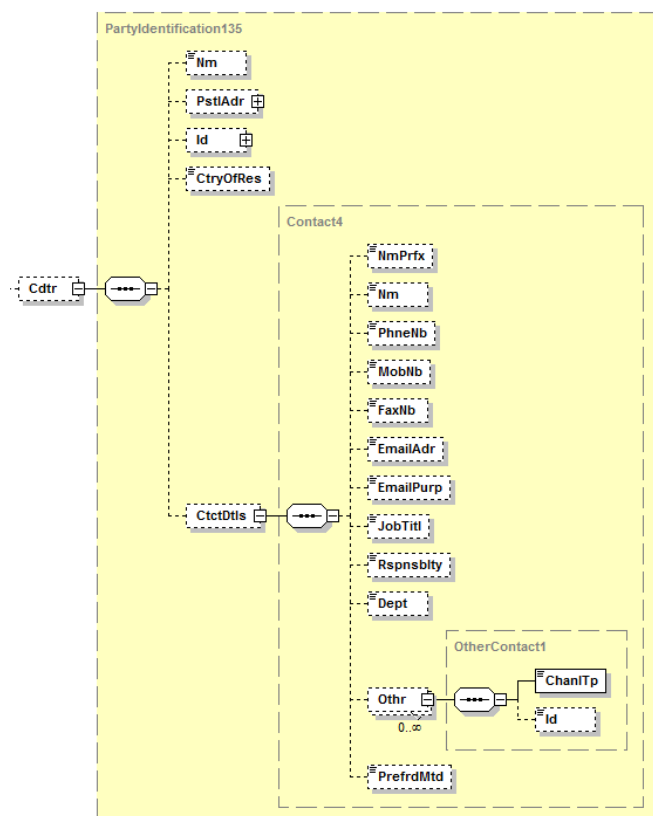 PartyIdentification135
Nm
PstlAdr
Id
CtryOfRes
Contact4
NmPrfx
Cdtr
Nm
PhneNb
MobNb
FaxNb
EmailAdr
EmailPurp
CtctDtls
JobTitl
Rspnsblty
Dept
OtherContact1
ChanlTp
Othr
Id
0..∞
PrefrdMtd